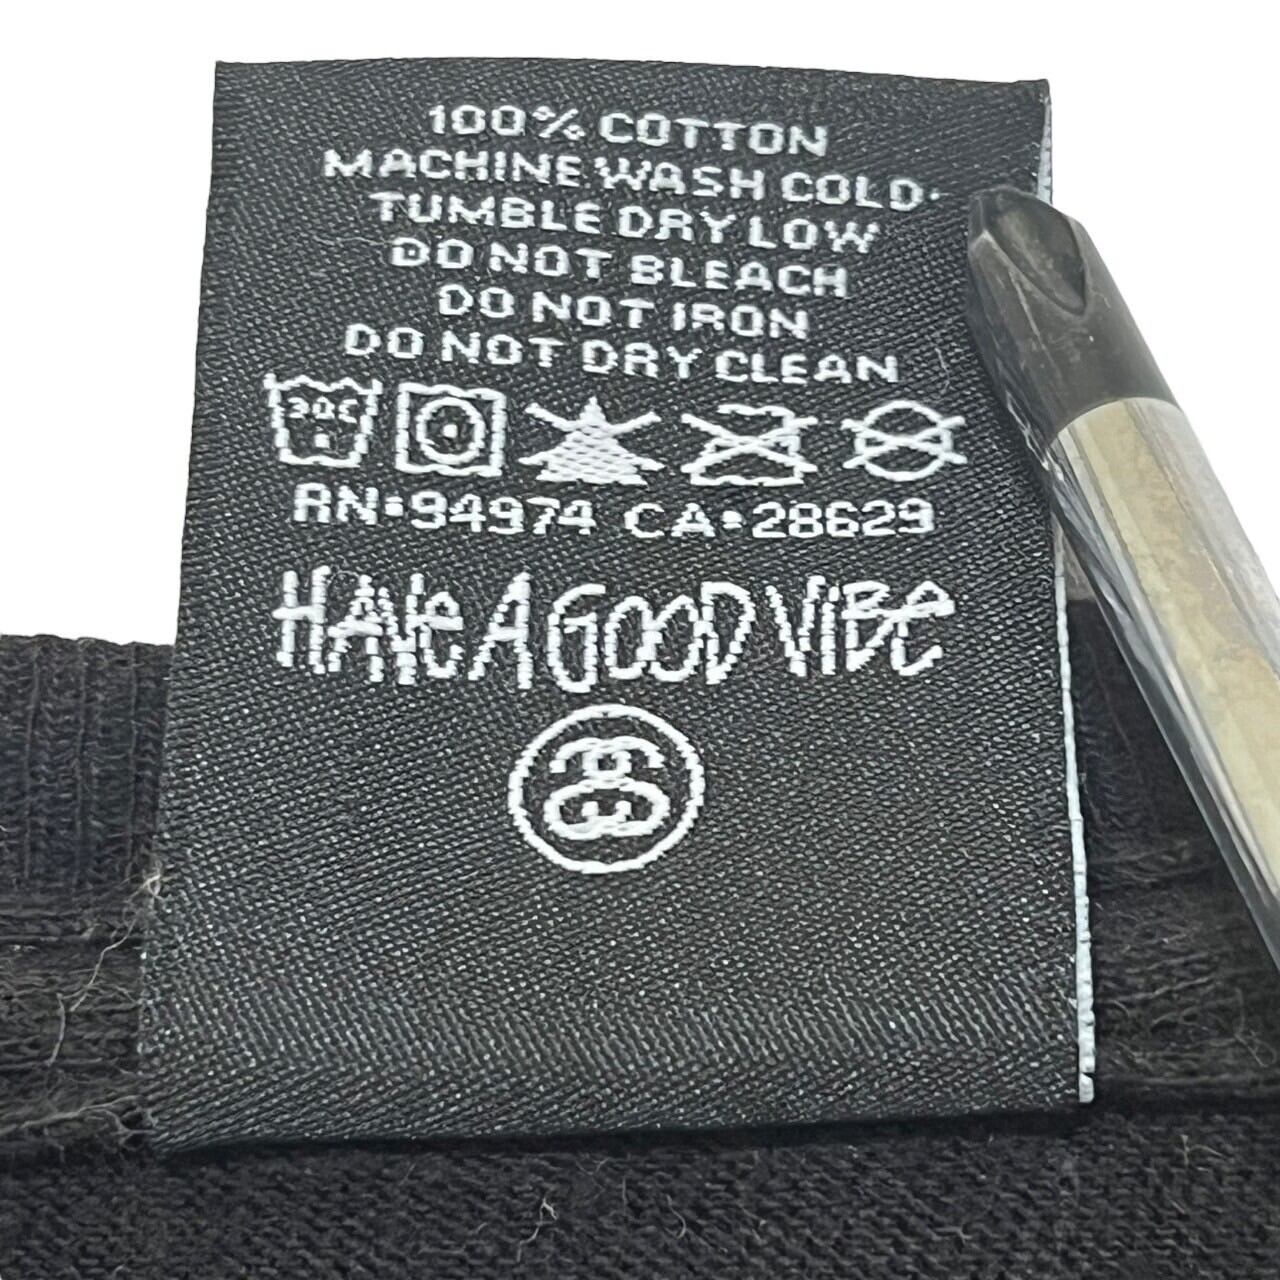 100% COTTON
MACHINE WASH COLD·
TUMBLE DRY LOW
DO NOT BLEACH
DO NOT IRON
DO NOT DRY CLEAN
30C
RN·94974 CA·28629
HAVE A GOOD VIBE